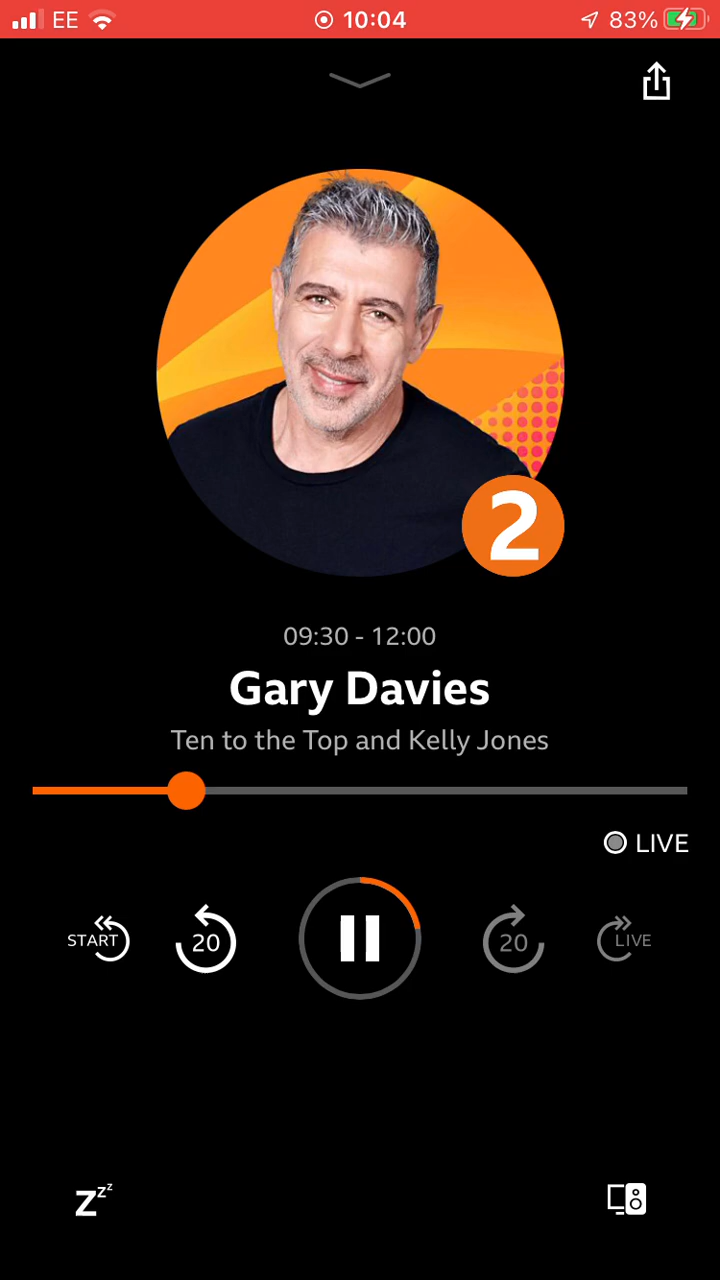 EE 10:04 83%
2
09:30 - 12:00
Gary Davies
Ten to the Top and Kelly Jones
LIVE
START 20 20 LIVE
Zzz